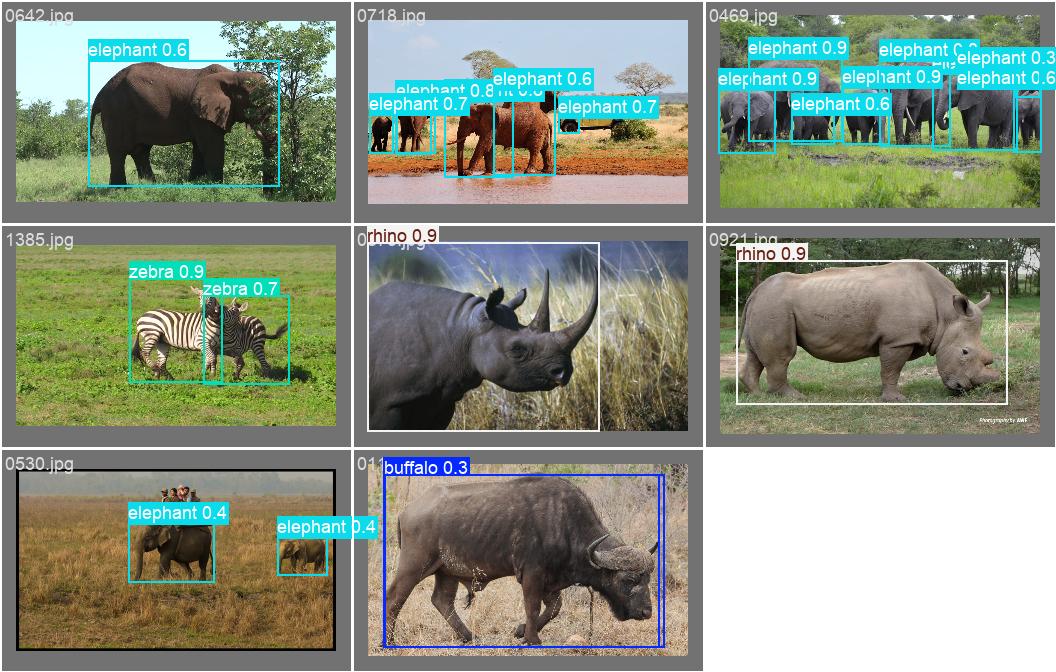 0642.jpg
elephant 0.6
0718.jpg
elephant 0.6
elephant 0.8
elephant 0.7
elephant 0.7
0469.jpg
elephant 0.9
elephant 0.3
elephant 0.9
elephant 0.9
elephant 0.6
elephant 0.6
1385.jpg
zebra 0.9
zebra 0.7
rhino 0.9
0921.jpg
rhino 0.9
Photography by
0530.jpg
elephant 0.4
elephant 0.4
buffalo 0.3